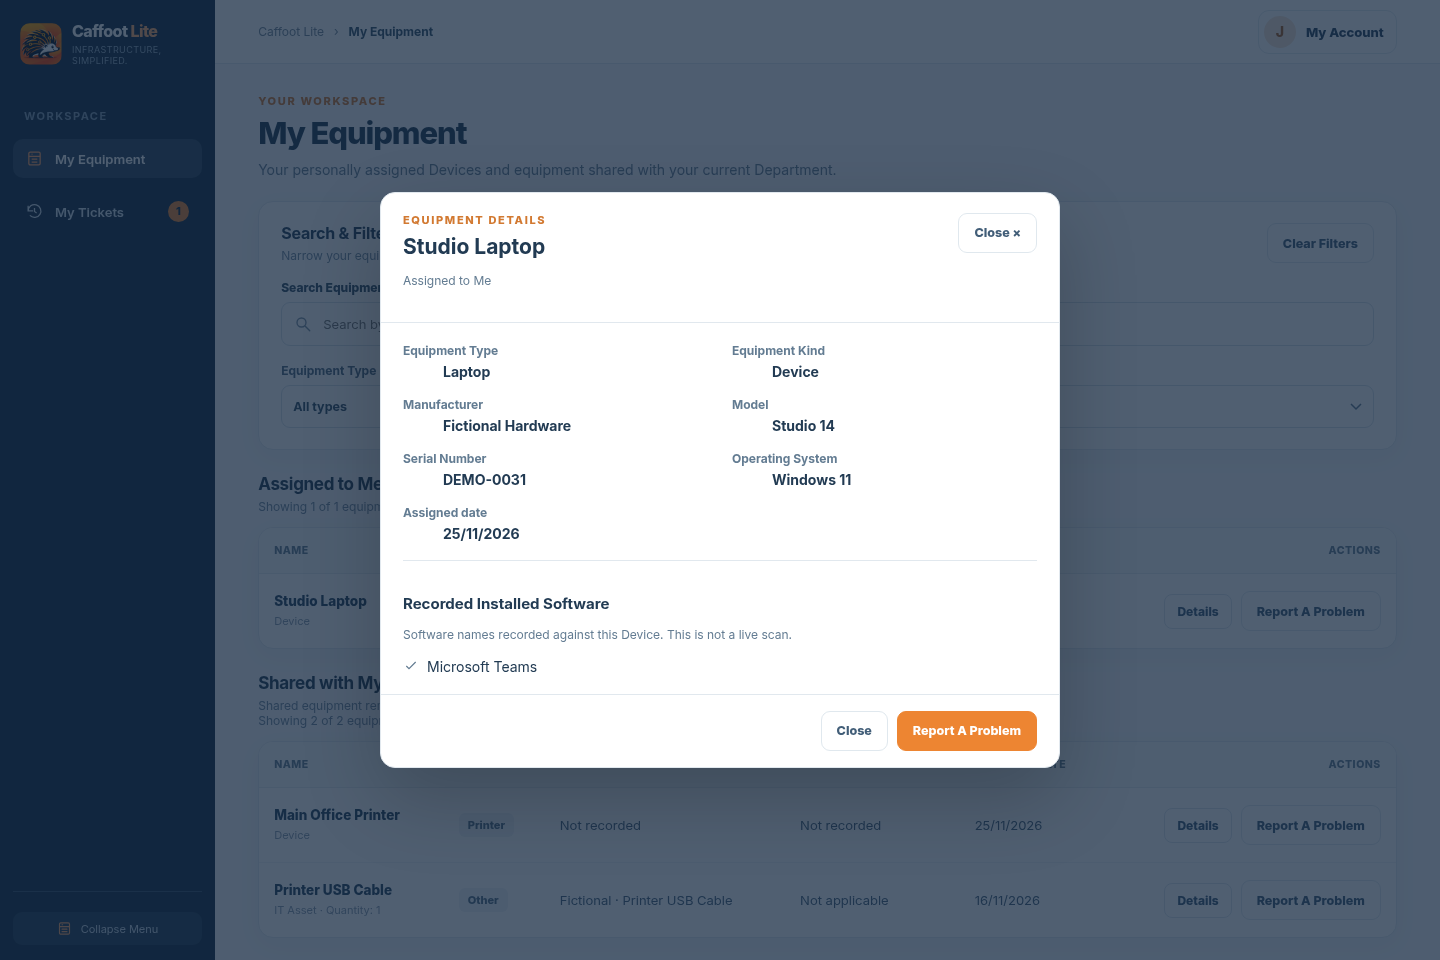 Caffoot Lite
INFRASTRUCTURE,
SIMPLIFIED.
WORKSPACE
My Equipment
My Tickets
1
Collapse Menu
Caffoot Lite › My Equipment
J
My Account
YOUR WORKSPACE
My Equipment
Your personally assigned Devices and equipment shared with your current Department.
Search & Filte
Narrow your equi
Clear Filters
Search Equipmen
Search by
Equipment Type
All types
Assigned to Me
Showing 1 of 1 equipm
NAME
ACTIONS
Studio Laptop
Device
Details
Report A Problem
Shared with My
Shared equipment rem
Showing 2 of 2 equipm
NAME
TE
ACTIONS
Main Office Printer
Device
Printer
Not recorded
Not recorded
25/11/2026
Details
Report A Problem
Printer USB Cable
IT Asset · Quantity: 1
Other
Fictional · Printer USB Cable
Not applicable
16/11/2026
Details
Report A Problem
EQUIPMENT DETAILS
Studio Laptop
Assigned to Me
Close ×
Equipment Type
Laptop
Equipment Kind
Device
Manufacturer
Fictional Hardware
Model
Studio 14
Serial Number
DEMO-0031
Operating System
Windows 11
Assigned date
25/11/2026
Recorded Installed Software
Software names recorded against this Device. This is not a live scan.
Microsoft Teams
Close
Report A Problem